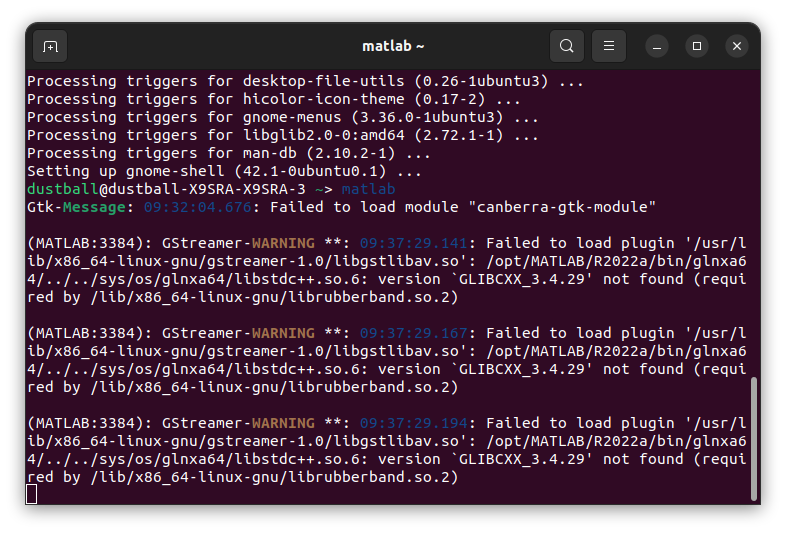 matlab ~
Processing triggers for desktop-file-utils (0.26-1ubuntu3) ...
Processing triggers for hicolor-icon-theme (0.17-2) ...
Processing triggers for gnome-menus (3.36.0-1ubuntu3) ...
Processing triggers for libglib2.0-0:amd64 (2.72.1-1) ...
Processing triggers for man-db (2.10.2-1) ...
Setting up gnome-shell (42.1-0ubuntu0.1) ...
dustball@dustball-X9SRA-X9SRA-3 ~> matlab
Gtk-Message: 09:32:04.676: Failed to load module "canberra-gtk-module"
(MATLAB:3384): GStreamer-WARNING **: 09:37:29.141: Failed to load plugin '/usr/l
ib/x86_64-linux-gnu/gstreamer-1.0/libgstlibav.so': /opt/MATLAB/R2022a/bin/glnxa6
4/../../sys/os/glnxa64/libstdc++.so.6: version `GLIBCXX_3.4.29' not found (requi
red by /lib/x86_64-linux-gnu/librubberband.so.2)
(MATLAB:3384): GStreamer-WARNING **: 09:37:29.167: Failed to load plugin '/usr/l
ib/x86_64-linux-gnu/gstreamer-1.0/libgstlibav.so': /opt/MATLAB/R2022a/bin/glnxa6
4/../../sys/os/glnxa64/libstdc++.so.6: version `GLIBCXX_3.4.29' not found (requi
red by /lib/x86_64-linux-gnu/librubberband.so.2)
(MATLAB:3384): GStreamer-WARNING **: 09:37:29.194: Failed to load plugin '/usr/l
ib/x86_64-linux-gnu/gstreamer-1.0/libgstlibav.so': /opt/MATLAB/R2022a/bin/glnxa6
4/../../sys/os/glnxa64/libstdc++.so.6: version `GLIBCXX_3.4.29' not found (requi
red by /lib/x86_64-linux-gnu/librubberband.so.2)